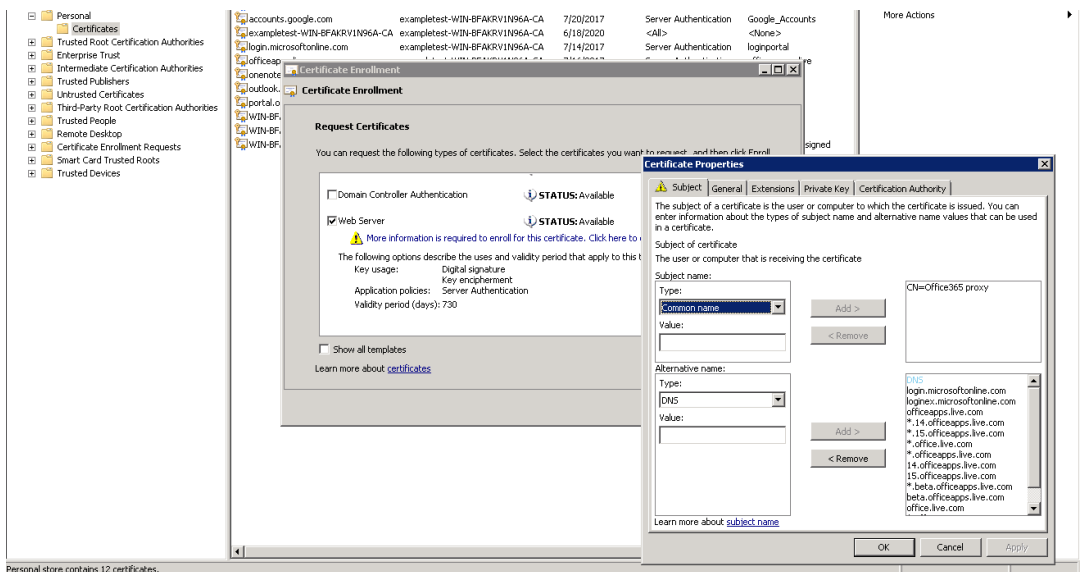 Personal
Certificates
Trusted Root Certification Authorities
Enterprise Trust
Intermediate Certification Authorities
Trusted Publishers
Untrusted Certificates
Third-Party Root Certification Authorities
Trusted People
Remote Desktop
Certificate Enrollment Requests
Smart Card Trusted Roots
Trusted Devices
accounts.google.com exampletest-WIN-BFAKRV1N96A-CA 7/20/2017 Server Authentication Google_Accounts
exampletest-WIN-BFAKRV1N96A-CA exampletest-WIN-BFAKRV1N96A-CA 6/18/2020 <All> <None>
login.microsoftonline.com exampletest-WIN-BFAKRV1N96A-CA 7/14/2017 Server Authentication loginportal
officeap
onenote
outlook.
portal.o
WIN-BF
WIN-BF
WIN-BF
signed
More Actions
Certificate Enrollment
Certificate Enrollment
Request Certificates
You can request the following types of certificates. Select the certificates you want to request, and then click Enroll.
Domain Controller Authentication STATUS: Available
Web Server STATUS: Available
More information is required to enroll for this certificate. Click here to
The following options describe the uses and validity period that apply to this t
Key usage: Digital signature
Key encipherment
Application policies: Server Authentication
Validity period (days): 730
Show all templates
Learn more about certificates
Certificate Properties
Subject General Extensions Private Key Certification Authority
The subject of a certificate is the user or computer to which the certificate is issued. You can
enter information about the types of subject name and alternative name values that can be used
in a certificate.
Subject of certificate
The user or computer that is receiving the certificate
Subject name:
Type:
Common name
Value:
Add >
< Remove
CN=Office365 proxy
Alternative name:
Type:
DNS
Value:
Add >
< Remove
DNS
login.microsoftonline.com
loginex.microsoftonline.com
officeapps.live.com
*.14.officeapps.live.com
*.15.officeapps.live.com
*.office.live.com
*.officeapps.live.com
14.officeapps.live.com
15.officeapps.live.com
*.beta.officeapps.live.com
beta.officeapps.live.com
office.live.com
Learn more about subject name
OK Cancel Apply
Personal store contains 12 certificates.